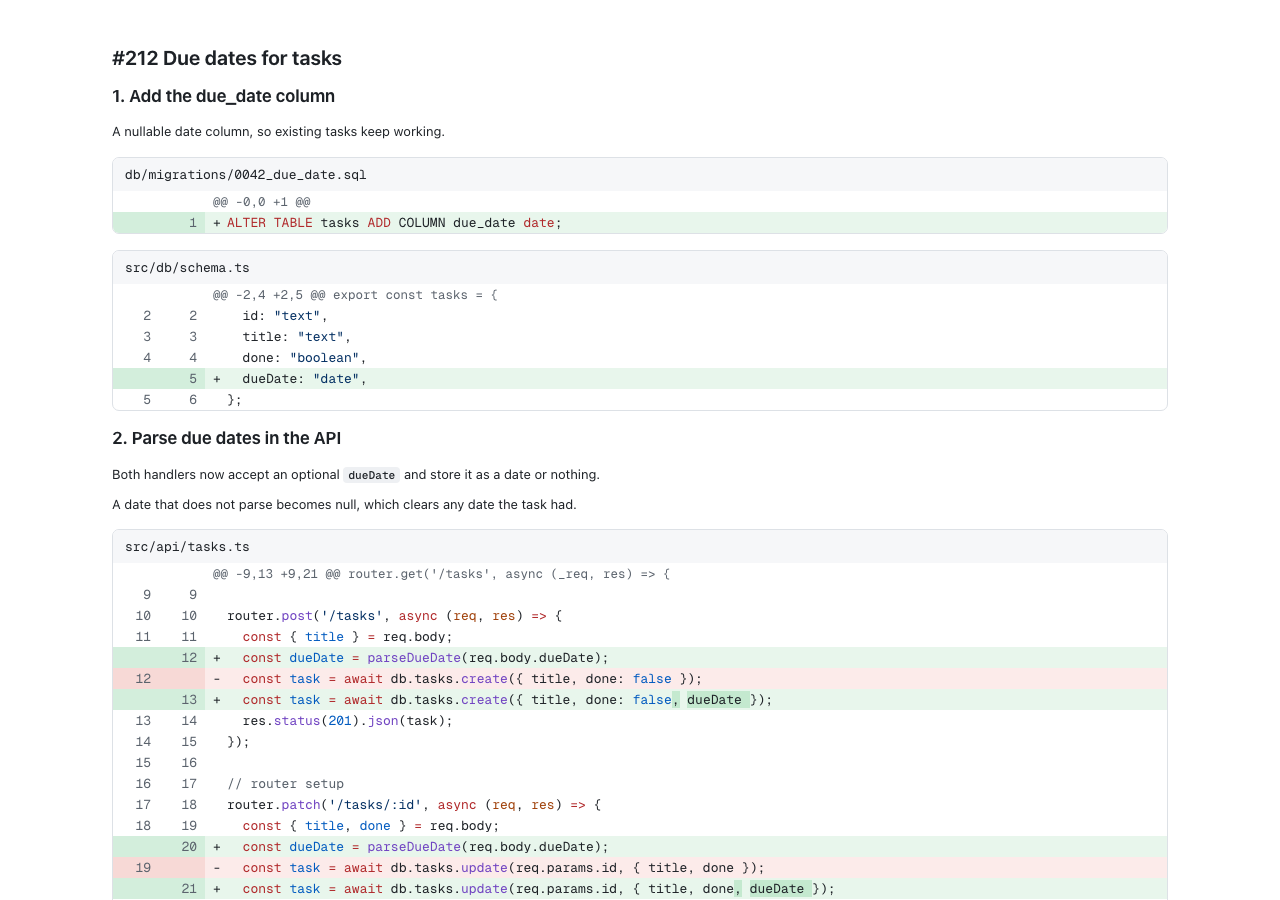 #212 Due dates for tasks
1. Add the due_date column
A nullable date column, so existing tasks keep working.
db/migrations/0042_due_date.sql
@@ -0,0 +1 @@
1 + ALTER TABLE tasks ADD COLUMN due_date date;
src/db/schema.ts
@@ -2,4 +2,5 @@ export const tasks = {
2 2 id: "text",
3 3 title: "text",
4 4 done: "boolean",
5 + dueDate: "date",
5 6 };
2. Parse due dates in the API
Both handlers now accept an optional dueDate and store it as a date or nothing.
A date that does not parse becomes null, which clears any date the task had.
src/api/tasks.ts
@@ -9,13 +9,21 @@ router.get('/tasks', async (_req, res) => {
9 9
10 10 router.post('/tasks', async (req, res) => {
11 11 const { title } = req.body;
12 + const dueDate = parseDueDate(req.body.dueDate);
12 - const task = await db.tasks.create({ title, done: false });
13 + const task = await db.tasks.create({ title, done: false, dueDate });
13 14 res.status(201).json(task);
14 15 });
15 16
16 17 // router setup
17 18 router.patch('/tasks/:id', async (req, res) => {
18 19 const { title, done } = req.body;
20 + const dueDate = parseDueDate(req.body.dueDate);
19 - const task = await db.tasks.update(req.params.id, { title, done });
21 + const task = await db.tasks.update(req.params.id, { title, done, dueDate });